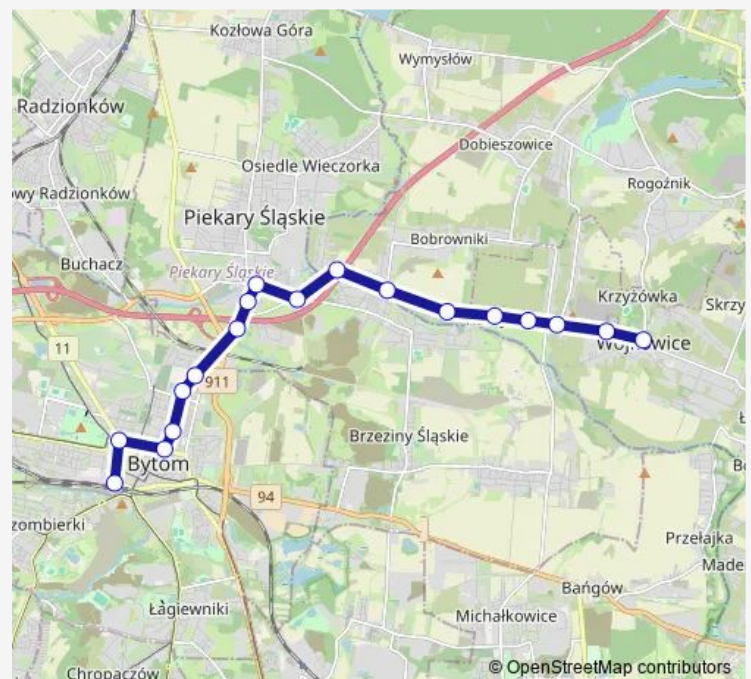 Kozłowa Góra
Wymysłów
Radzionków
Dobieszowice
Osiedle Wieczorka
Rogoźnik
owy Radzionków
Piekary Śląskie
Bobrowniki
Buchacz
Piekary Śląskie
Krzyżówka
Skrzy
11
911
Brzeziny Śląskie
Bytom
94
zombierki
Przełajka
Made
Bańgów
Łagiewniki
Michałkowice
Chropaczów
© OpenStreetMap contributors